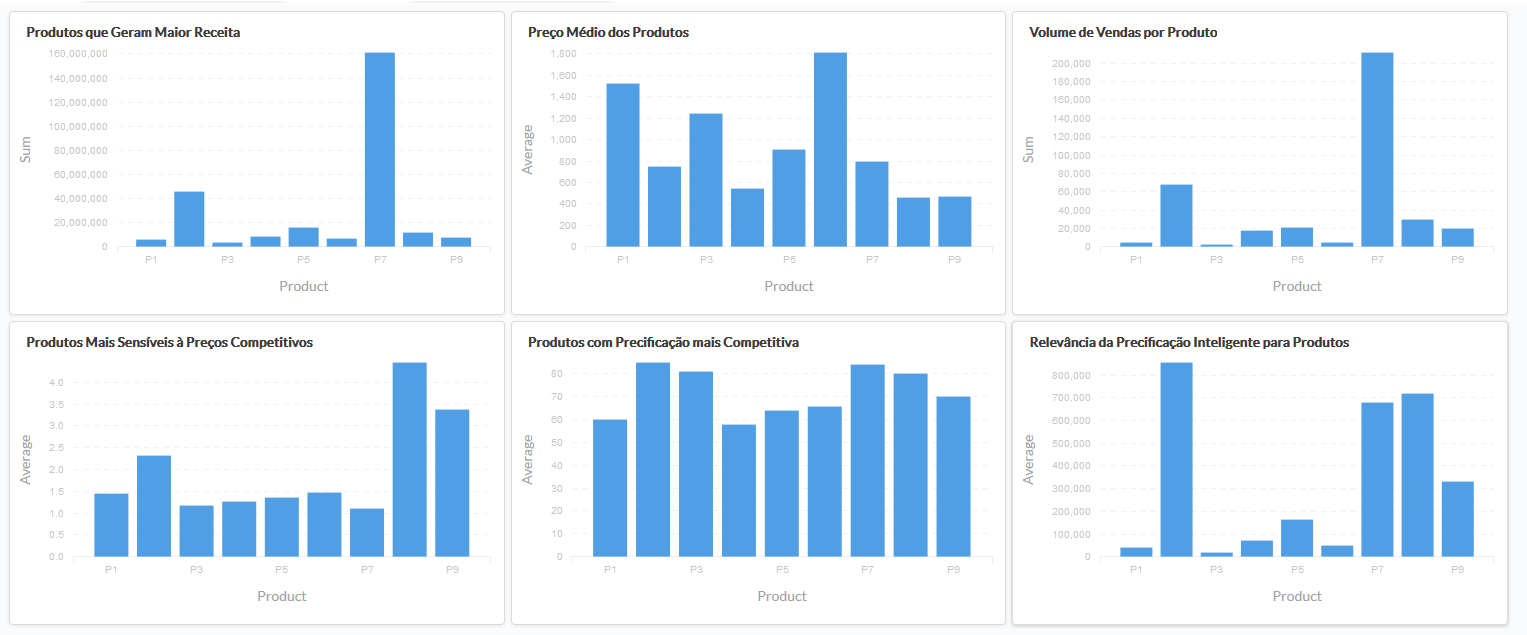 Produtos que Geram Maior Receita
160,000,000
140,000,000
120,000,000
100,000,000
80,000,000
60,000,000
40,000,000
20,000,000
0
Sum
P1 P3 P5 P7 P9
Product
Preço Médio dos Produtos
1,800
1,600
1,400
1,200
1,000
800
600
400
200
0
Average
P1 P3 P5 P7 P9
Product
Volume de Vendas por Produto
200,000
180,000
160,000
140,000
120,000
100,000
80,000
60,000
40,000
20,000
0
Sum
P1 P3 P5 P7 P9
Product
Produtos Mais Sensíveis à Preços Competitivos
4.0
3.5
3.0
2.5
2.0
1.5
1.0
0.5
0.0
Average
P1 P3 P5 P7 P9
Product
Produtos com Precificação mais Competitiva
80
70
60
50
40
30
20
10
0
Average
P1 P3 P5 P7 P9
Product
Relevância da Precificação Inteligente para Produtos
800,000
700,000
600,000
500,000
400,000
300,000
200,000
100,000
0
Average
P1 P3 P5 P7 P9
Product